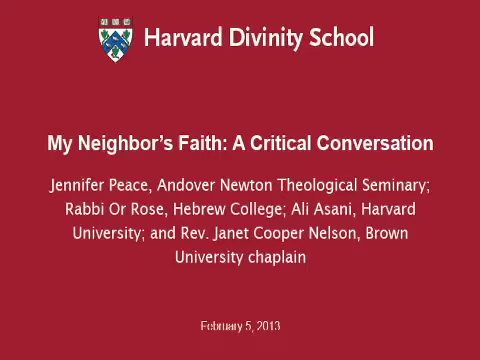 Harvard Divinity School
My Neighbor's Faith: A Critical Conversation
Jennifer Peace, Andover Newton Theological Seminary;
Rabbi Or Rose, Hebrew College; Ali Asani, Harvard
University; and Rev. Janet Cooper Nelson, Brown
University chaplain
February 5, 2013